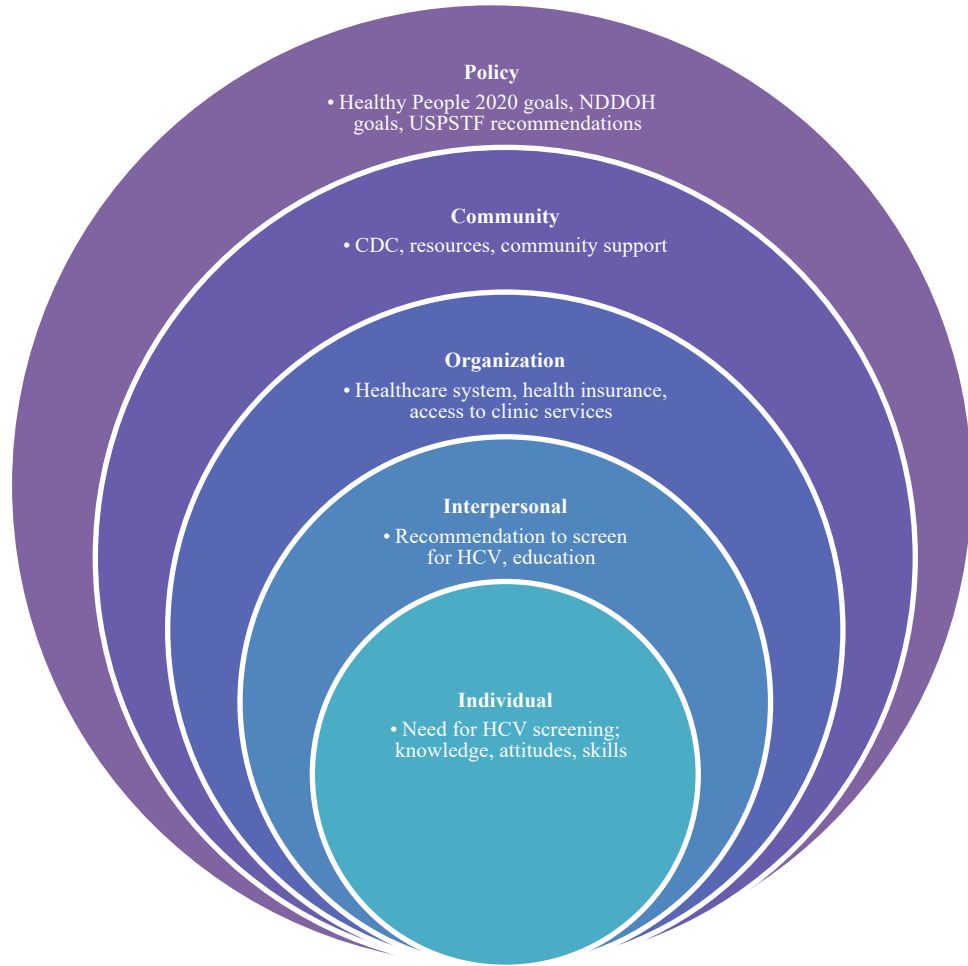 Policy
• Healthy People 2020 goals, NDDOH
goals, USPSTF recommendations
Community
• CDC, resources, community support
Organization
• Healthcare system, health insurance,
access to clinic services
Interpersonal
• Recommendation to screen
for HCV, education
Individual
• Need for HCV screening;
knowledge, attitudes, skills